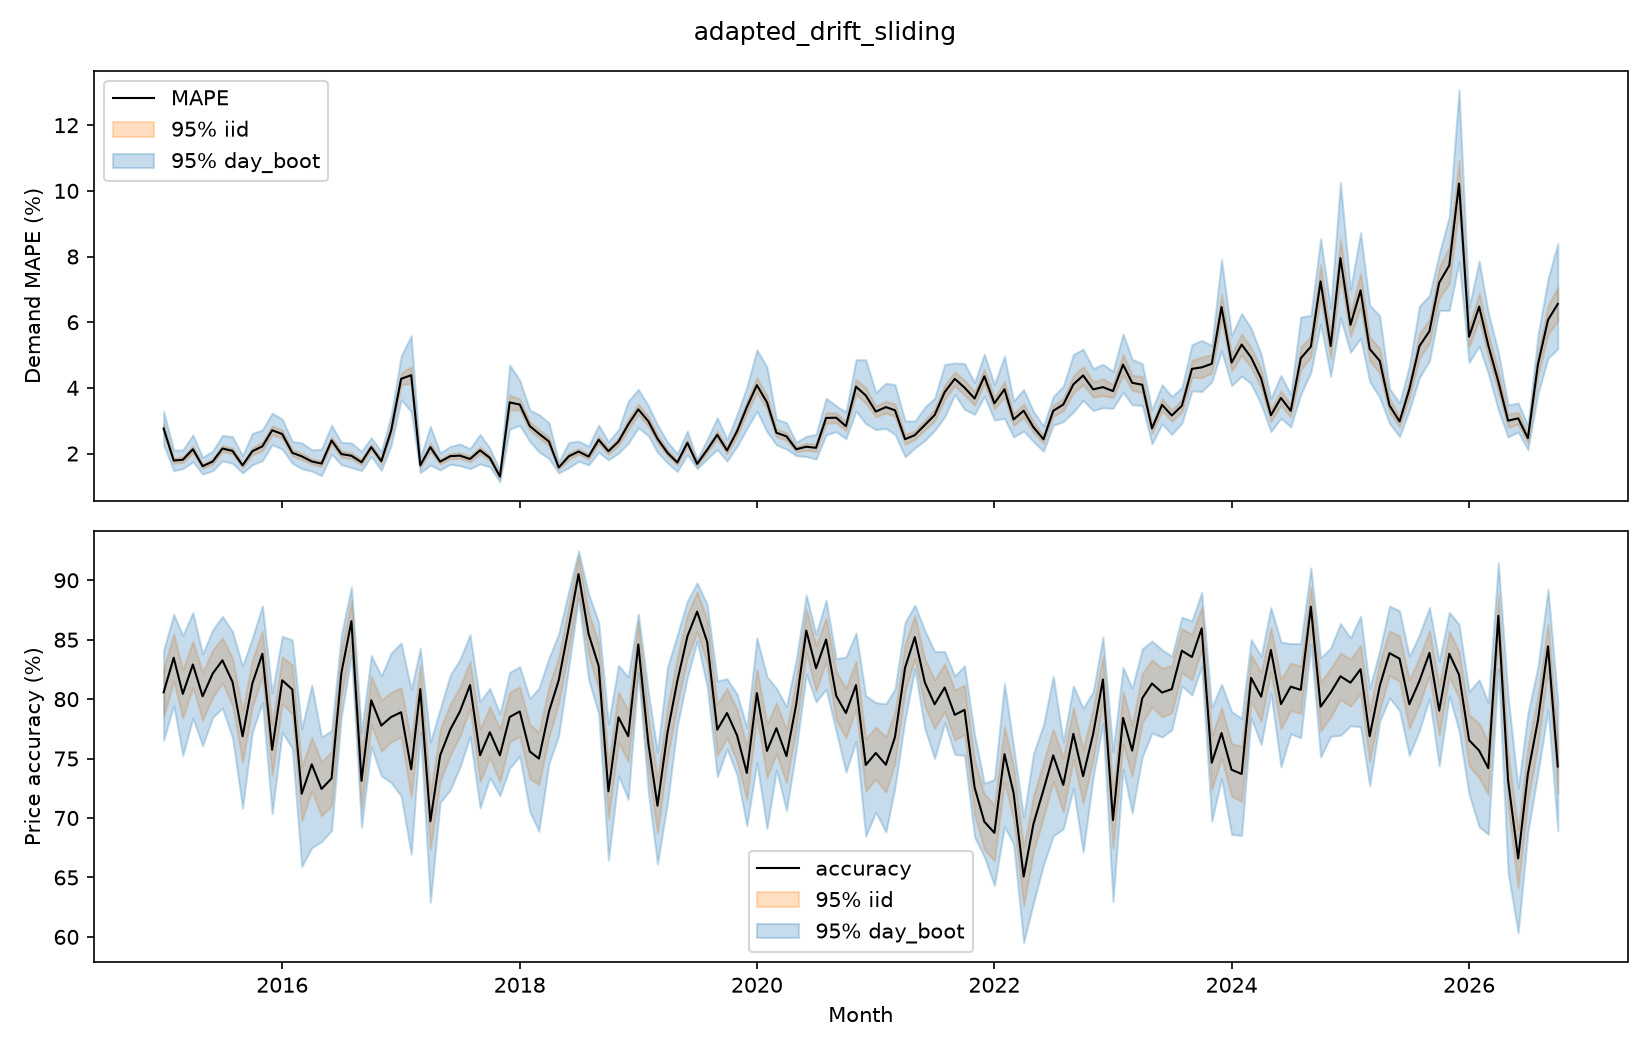 adapted_drift_sliding
MAPE
95% iid
95% day_boot
Demand MAPE (%)
12
10
8
6
4
2
accuracy
95% iid
95% day_boot
Price accuracy (%)
90
85
80
75
70
65
60
2016
2018
2020
2022
2024
2026
Month